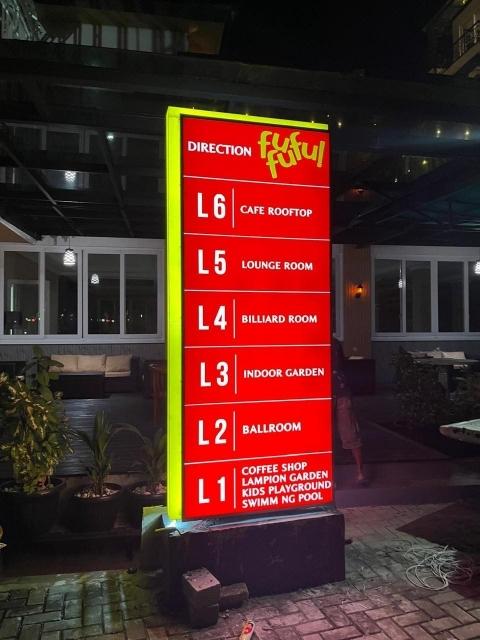 DIRECTION fu fuful
L6 CAFE ROOFTOP
L5 LOUNGE ROOM
L4 BILLIARD ROOM
L3 INDOOR GARDEN
L2 BALLROOM
L1 COFFEE SHOP
LAMPION GARDEN
KIDS PLAYGROUND
SWIMM NG POOL